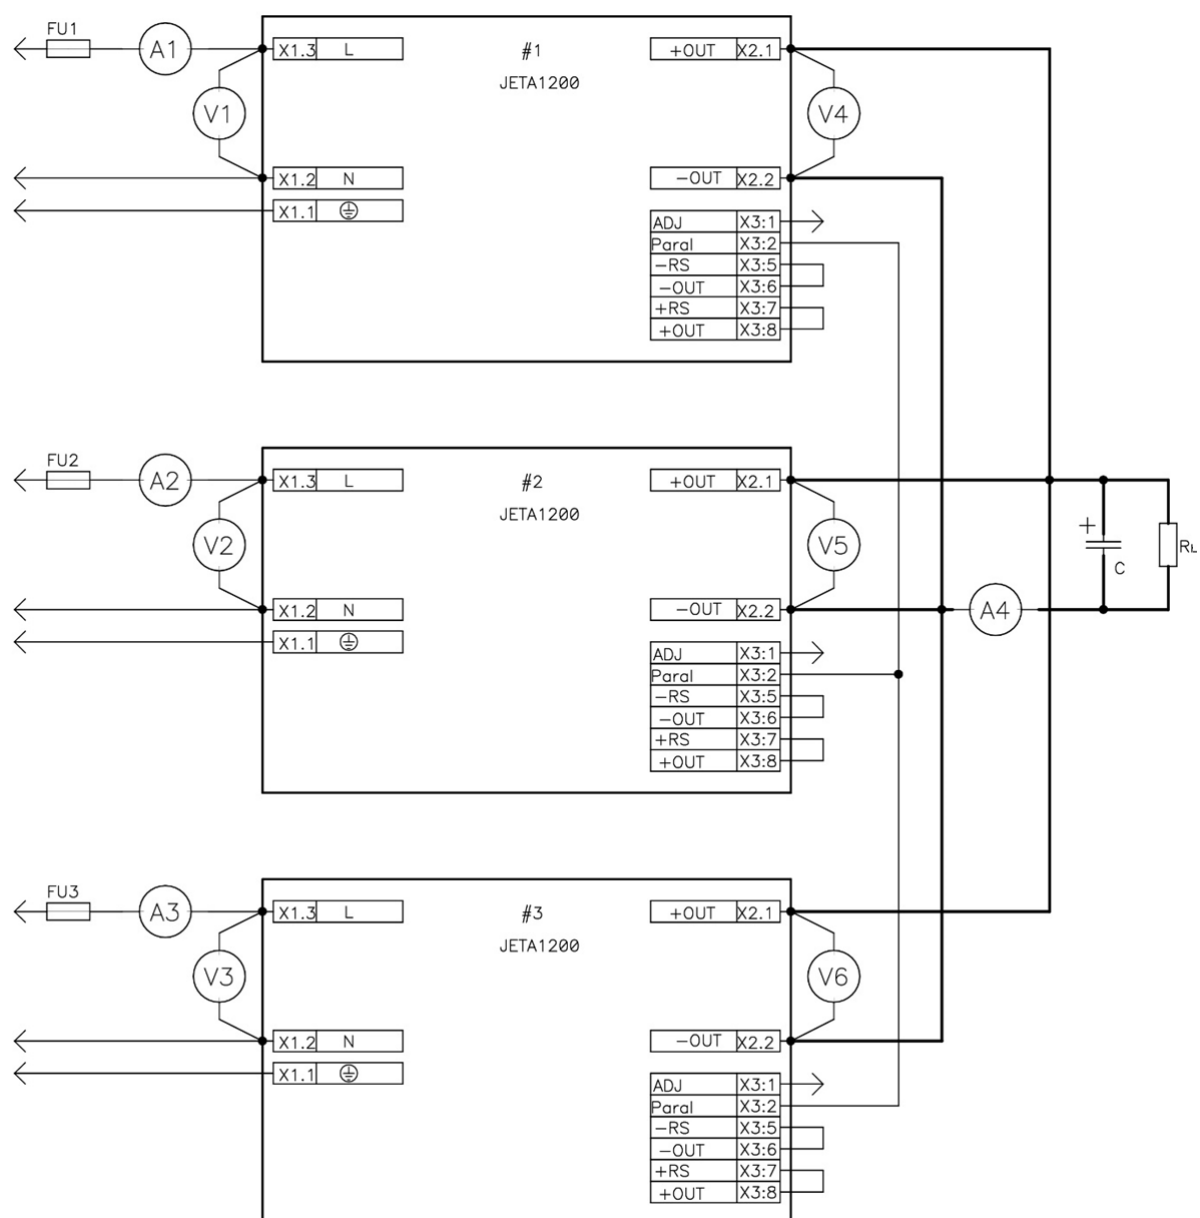 FU1
A1
X1.3 L
#1
JETA1200
+OUT X2.1
V1
V4
X1.2 N
-OUT X2.2
X1.1
ADJ X3:1
Paral X3:2
-RS X3:5
-OUT X3:6
+RS X3:7
+OUT X3:8
FU2
A2
X1.3 L
#2
JETA1200
+OUT X2.1
V2
V5
+
C
RL
X1.2 N
-OUT X2.2
A4
X1.1
ADJ X3:1
Paral X3:2
-RS X3:5
-OUT X3:6
+RS X3:7
+OUT X3:8
FU3
A3
X1.3 L
#3
JETA1200
+OUT X2.1
V3
V6
X1.2 N
-OUT X2.2
X1.1
ADJ X3:1
Paral X3:2
-RS X3:5
-OUT X3:6
+RS X3:7
+OUT X3:8